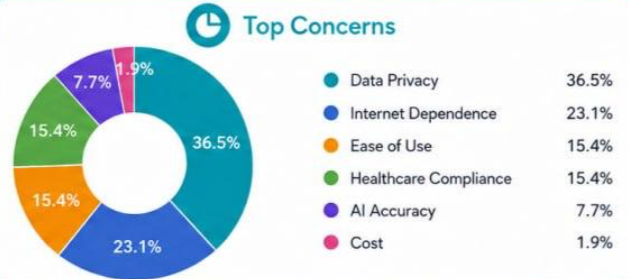 Top Concerns
1.9%
7.7%
15.4%
36.5%
15.4%
23.1%
Data Privacy 36.5%
Internet Dependence 23.1%
Ease of Use 15.4%
Healthcare Compliance 15.4%
AI Accuracy 7.7%
Cost 1.9%